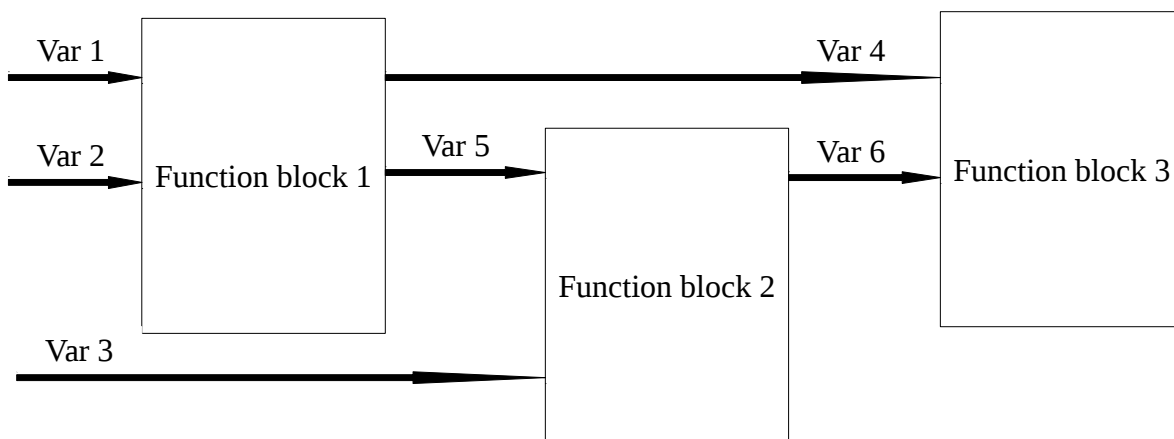 Var 1
Var 4
Var 2
Var 5
Var 6
Function block 1
Function block 3
Function block 2
Var 3